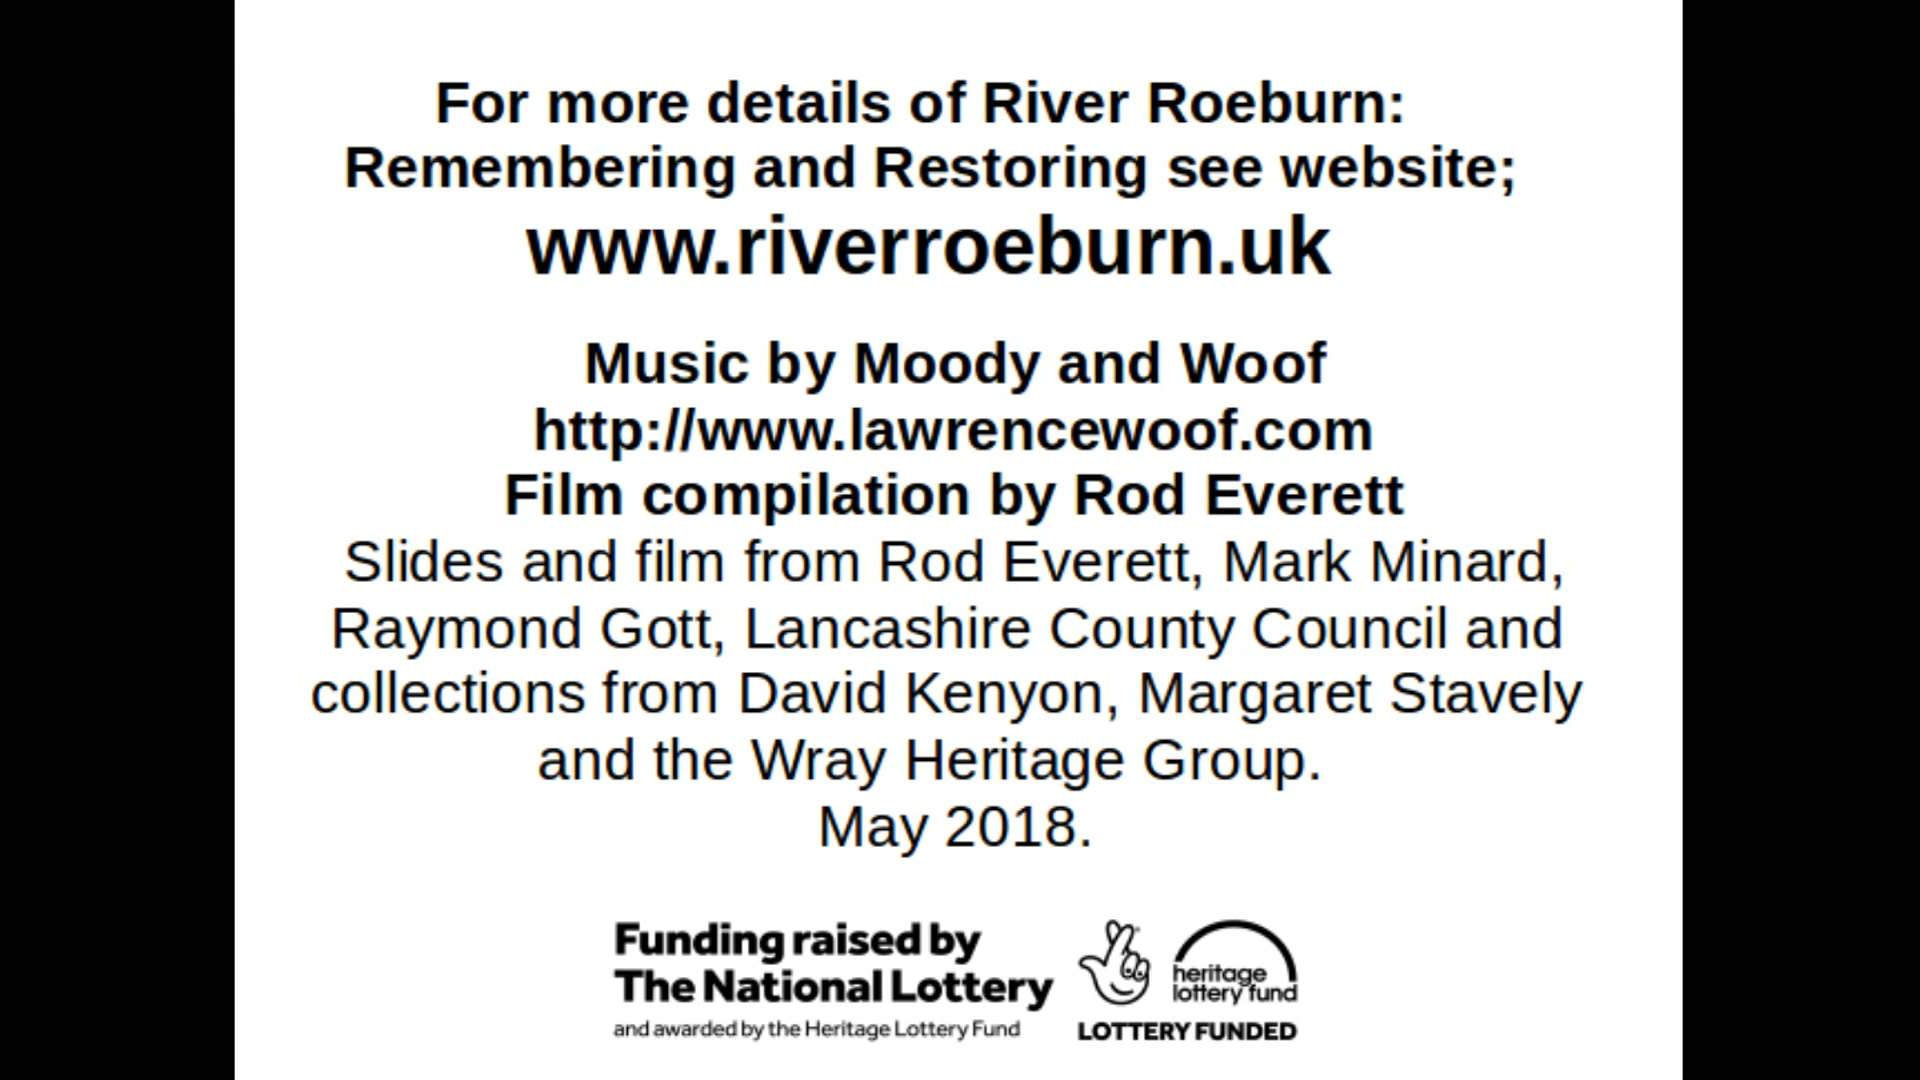 For more details of River Roeburn:
Remembering and Restoring see website;
www.riverroeburn.uk
Music by Moody and Woof
http://www.lawrencewoof.com
Film compilation by Rod Everett
Slides and film from Rod Everett, Mark Minard,
Raymond Gott, Lancashire County Council and
collections from David Kenyon, Margaret Stavely
and the Wray Heritage Group.
May 2018.
Funding raised by
The National Lottery
and awarded by the Heritage Lottery Fund
heritage
lottery fund
LOTTERY FUNDED